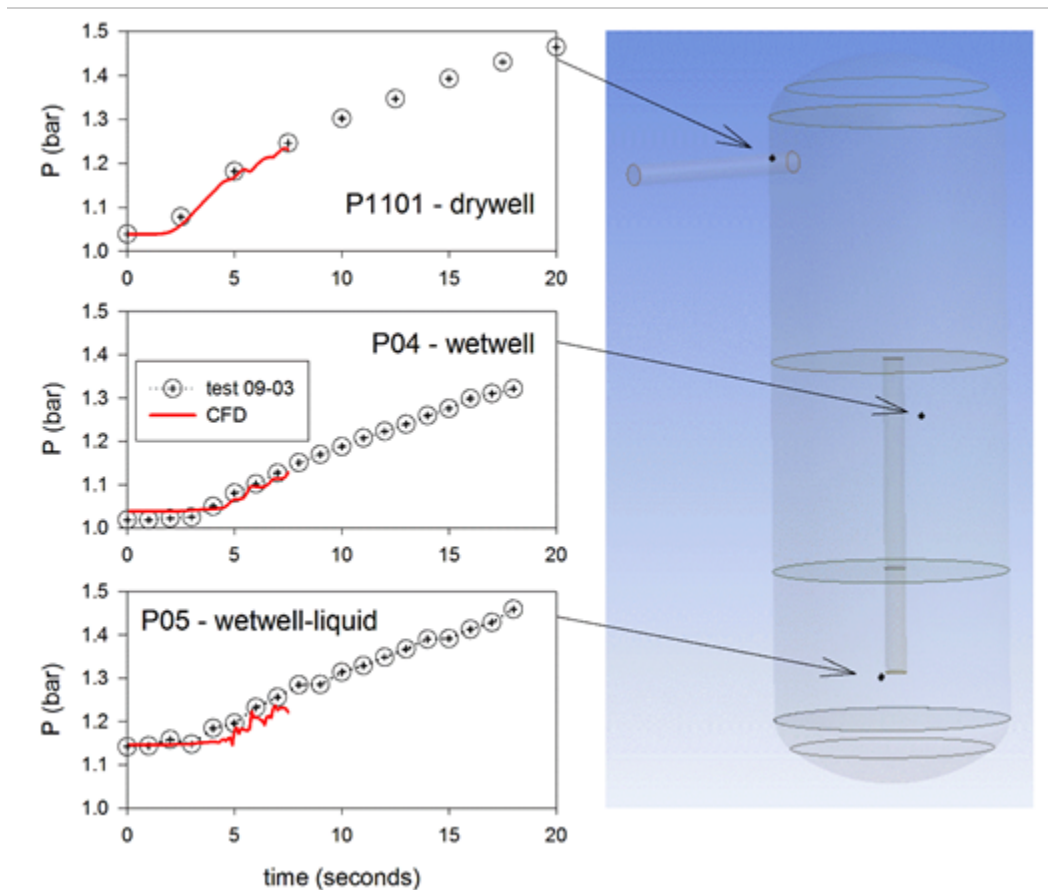 1.5
1.4
1.3
1.2
1.1
1.0
P (bar)
P1101 - drywell
0 5 10 15 20
1.5
1.4
1.3
1.2
1.1
1.0
P (bar)
P04 - wetwell
test 09-03
CFD
0 5 10 15 20
1.5
1.4
1.3
1.2
1.1
1.0
P (bar)
P05 - wetwell-liquid
0 5 10 15 20
time (seconds)